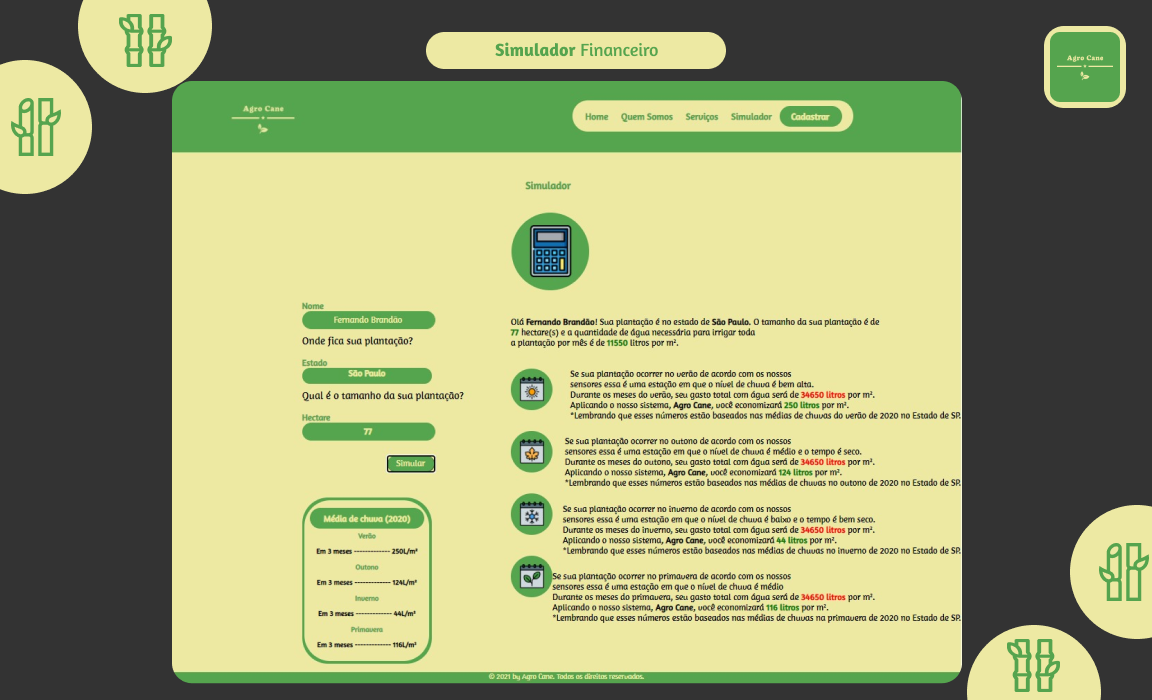 Simulador Financeiro
Agro Cane
Agro Cane
Home Quem Somos Serviços Simulador Cadastrar
Simulador
Nome
Fernando Brandão
Onde fica sua plantação?
Estado
São Paulo
Qual é o tamanho da sua plantação?
Hectare
77
Simular
Média de chuva (2020)
Verão
Em 3 meses ------------- 250L/m²
Outono
Em 3 meses ------------- 124L/m²
Inverno
Em 3 meses ------------- 44L/m²
Primavera
Em 3 meses ------------- 116L/m²
Olá Fernando Brandão! Sua plantação é no estado de São Paulo. O tamanho da sua plantação é de
77 hectare(s) e a quantidade de água necessária para irrigar toda
a plantação por mês é de 11550 litros por m².
Se sua plantação ocorrer no verão de acordo com os nossos
sensores essa é uma estação em que o nível de chuva é bem alta.
Durante os meses do verão, seu gasto total com água será de 34650 litros por m².
Aplicando o nosso sistema, Agro Cane, você economizará 250 litros por m².
*Lembrando que esses números estão baseados nas médias de chuvas do verão de 2020 no Estado de SP.
Se sua plantação ocorrer no outono de acordo com os nossos
sensores essa é uma estação em que o nível de chuva é médio e o tempo é seco.
Durante os meses do outono, seu gasto total com água será de 34650 litros por m².
Aplicando o nosso sistema, Agro Cane, você economizará 124 litros por m².
*Lembrando que esses números estão baseados nas médias de chuvas no outono de 2020 no Estado de SP.
Se sua plantação ocorrer no inverno de acordo com os nossos
sensores essa é uma estação em que o nível de chuva é baixo e o tempo é bem seco.
Durante os meses do inverno, seu gasto total com água será de 34650 litros por m².
Aplicando o nosso sistema, Agro Cane, você economizará 44 litros por m².
*Lembrando que esses números estão baseados nas médias de chuvas no inverno de 2020 no Estado de SP.
Se sua plantação ocorrer no primavera de acordo com os nossos
sensores essa é uma estação em que o nível de chuva é médio
Durante os meses do primavera, seu gasto total com água será de 34650 litros por m².
Aplicando o nosso sistema, Agro Cane, você economizará 116 litros por m².
*Lembrando que esses números estão baseados nas médias de chuvas na primavera de 2020 no Estado de SP.
© 2021 by Agro Cane. Todos os direitos reservados.